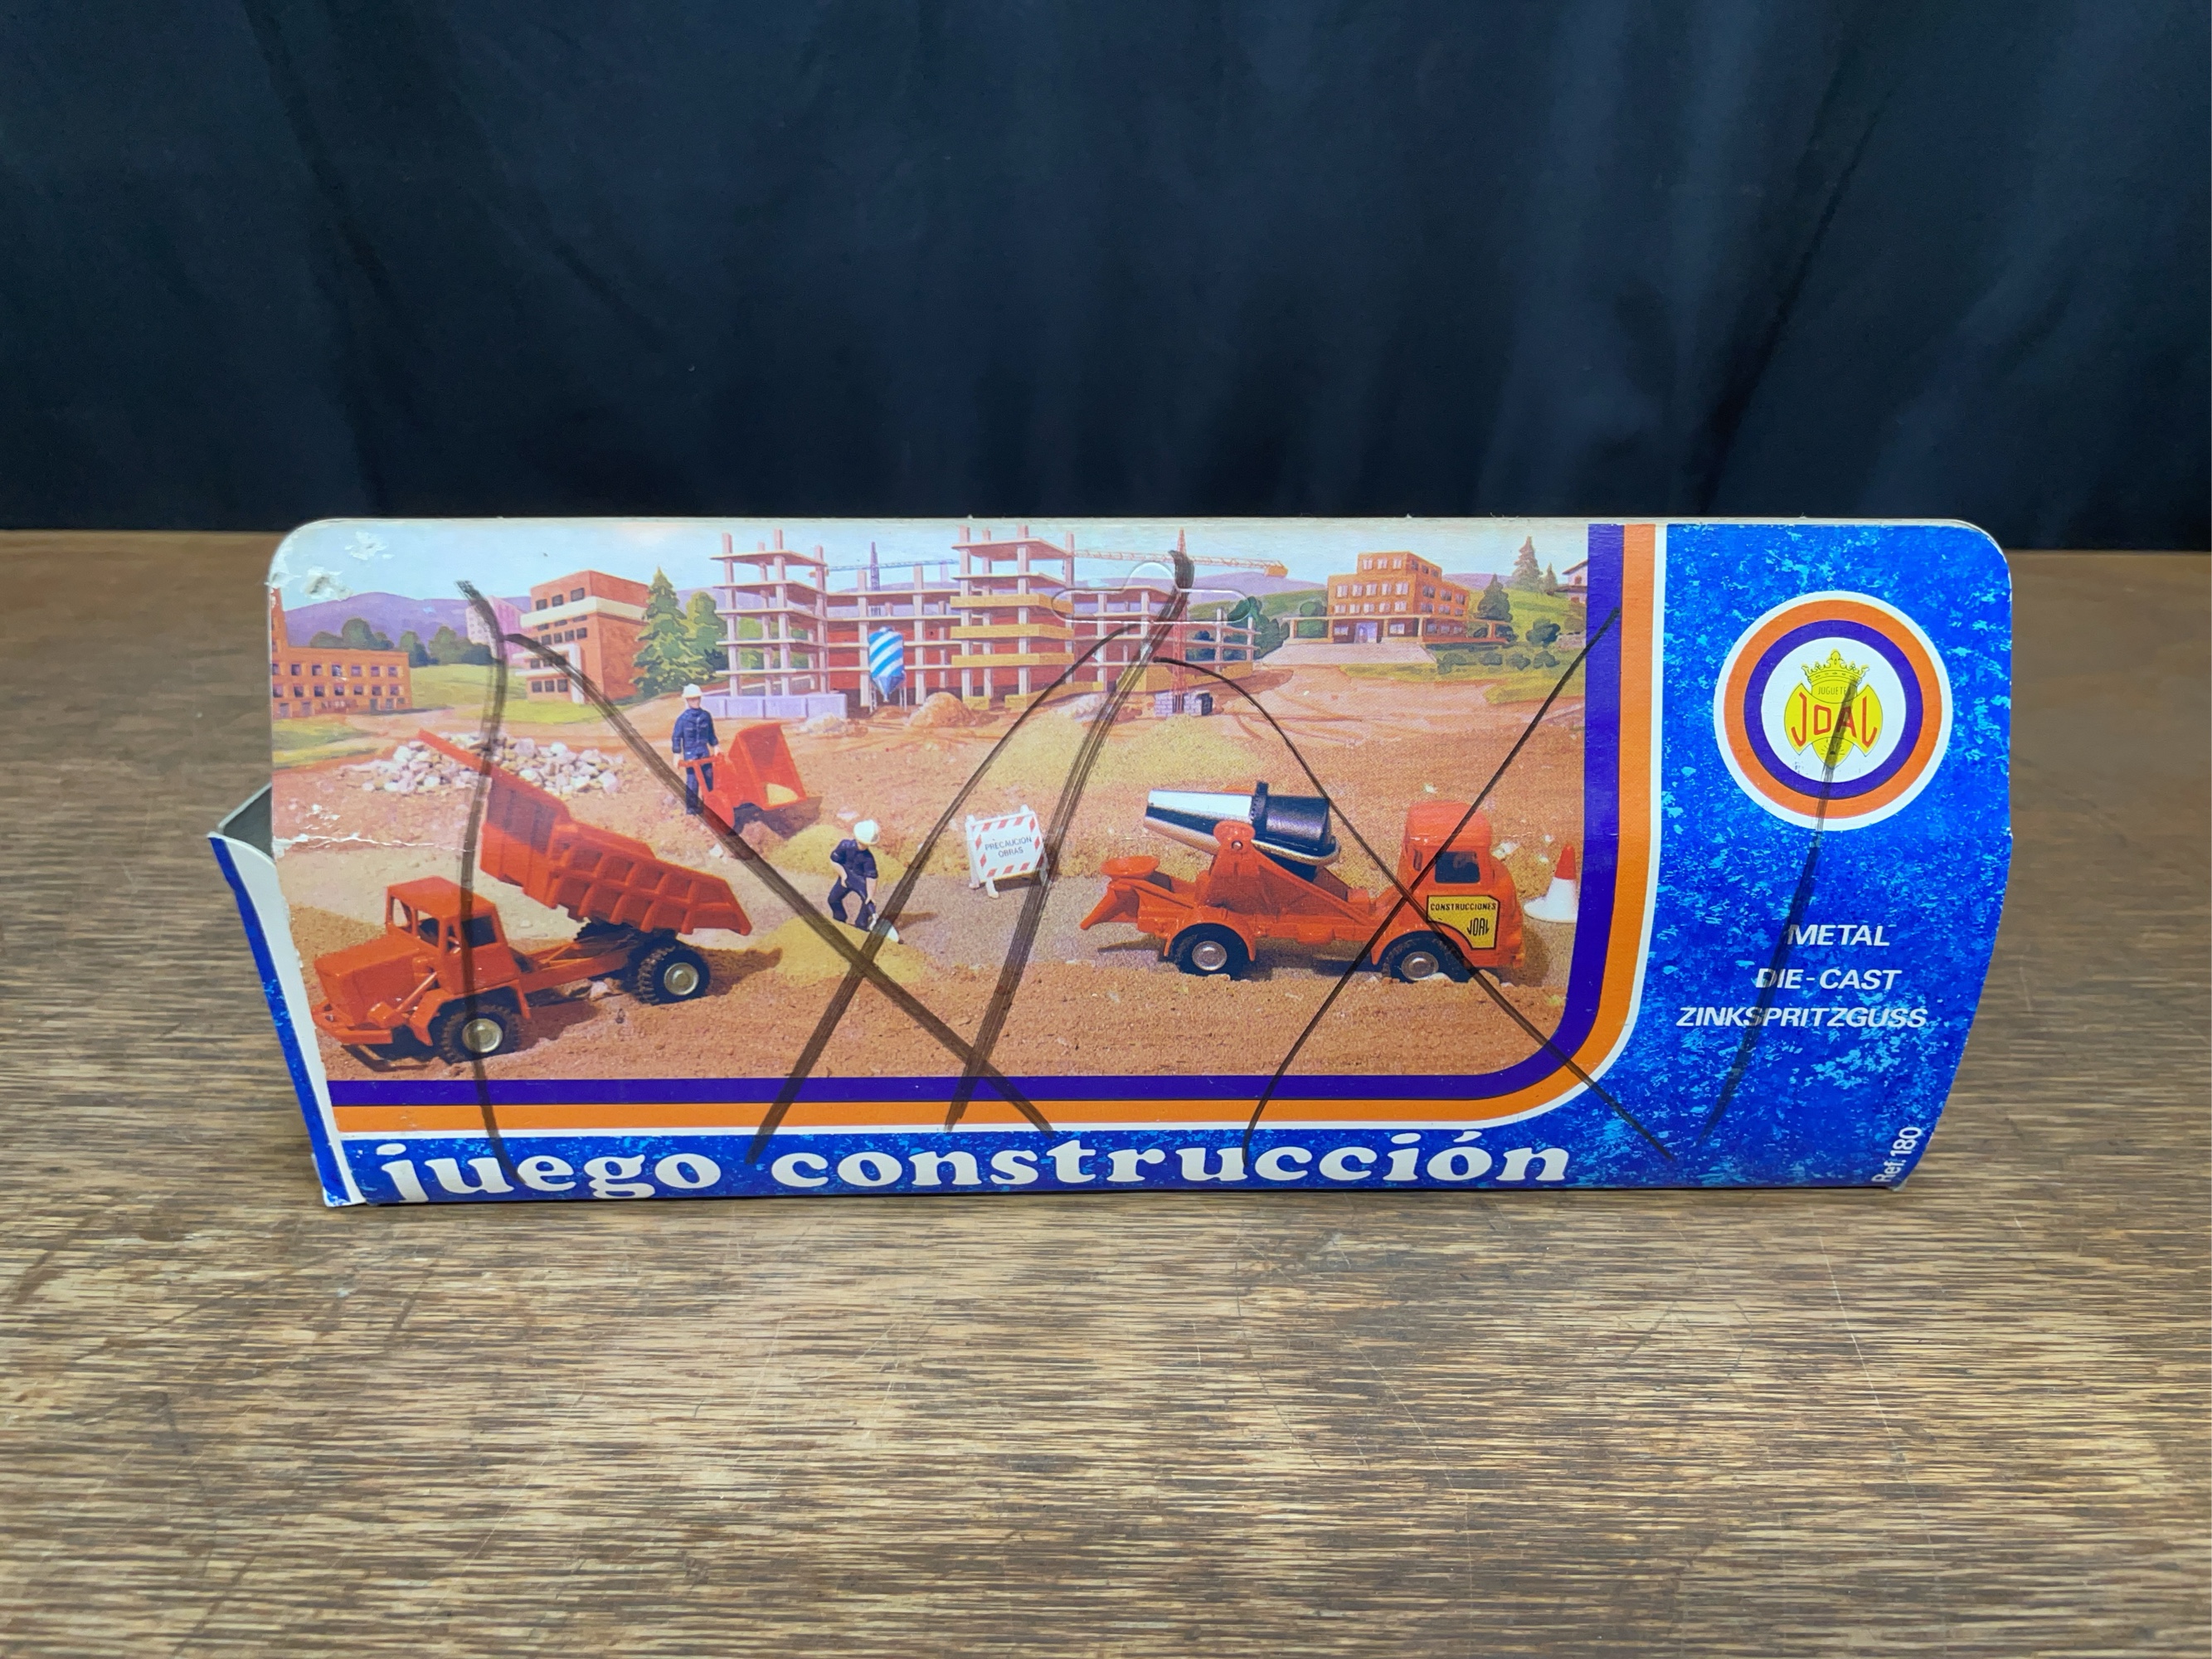 JUGUETES
JOAL
PRECAUCION
OBRAS
CONSTRUCCIONES
JOAL
METAL
DIE-CAST
ZINKSPRITZGUSS
juego construcción
Ref. 180